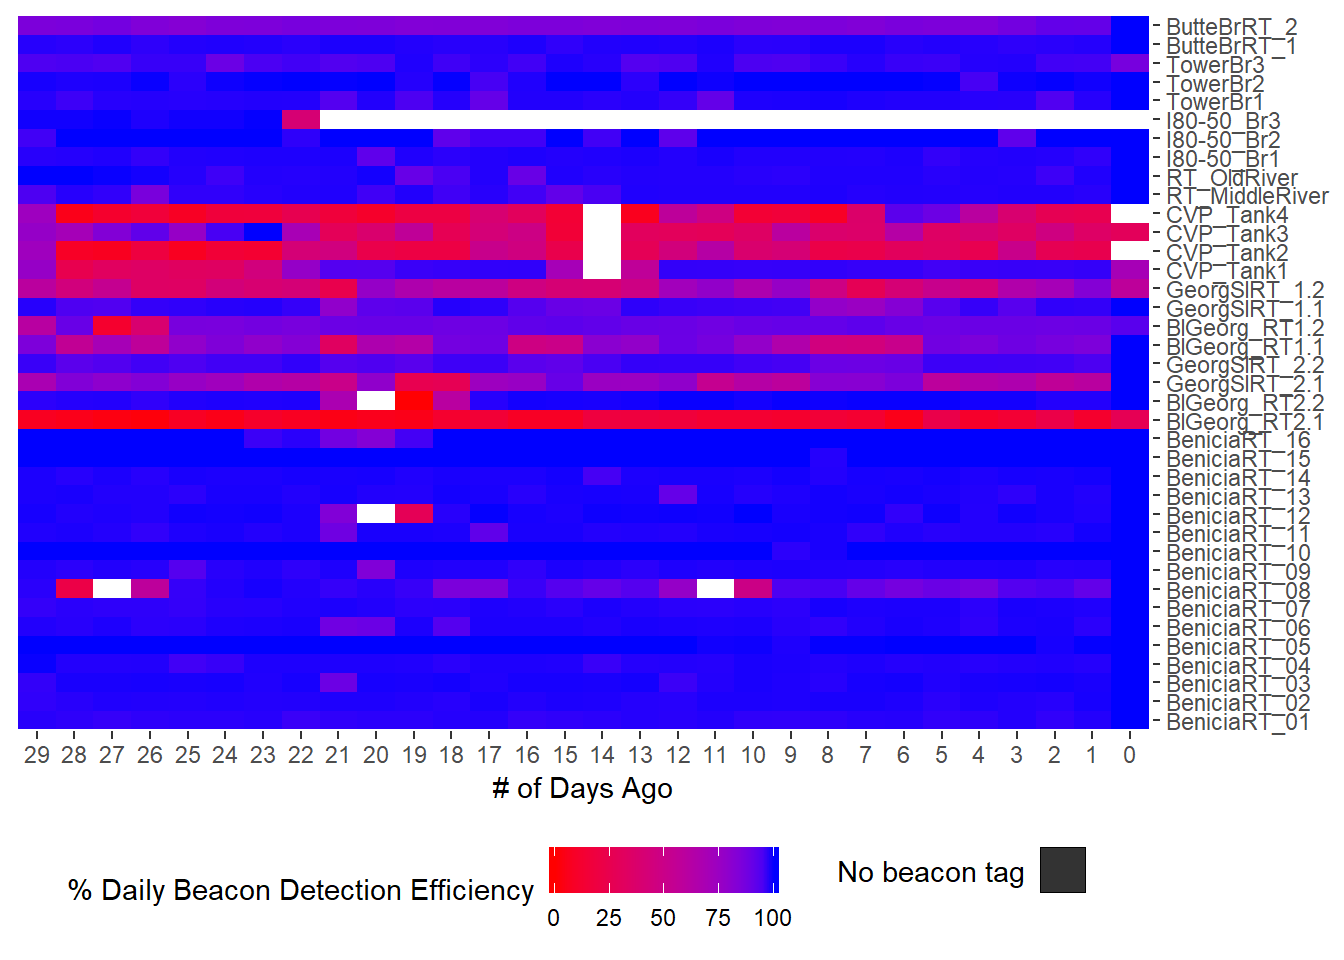 ButteBrRT_2
ButteBrRT_1
TowerBr3
TowerBr2
TowerBr1
I80-50_Br3
I80-50_Br2
I80-50_Br1
RT_OldRiver
RT_MiddleRiver
CVP_Tank4
CVP_Tank3
CVP_Tank2
CVP_Tank1
GeorgSlRT_1.2
GeorgSlRT_1.1
BlGeorg_RT1.2
BlGeorg_RT1.1
GeorgSlRT_2.2
GeorgSlRT_2.1
BlGeorg_RT2.2
BlGeorg_RT2.1
BeniciaRT_16
BeniciaRT_15
BeniciaRT_14
BeniciaRT_13
BeniciaRT_12
BeniciaRT_11
BeniciaRT_10
BeniciaRT_09
BeniciaRT_08
BeniciaRT_07
BeniciaRT_06
BeniciaRT_05
BeniciaRT_04
BeniciaRT_03
BeniciaRT_02
BeniciaRT_01
29 28 27 26 25 24 23 22 21 20 19 18 17 16 15 14 13 12 11 10 9 8 7 6 5 4 3 2 1 0
# of Days Ago
% Daily Beacon Detection Efficiency
0 25 50 75 100
No beacon tag